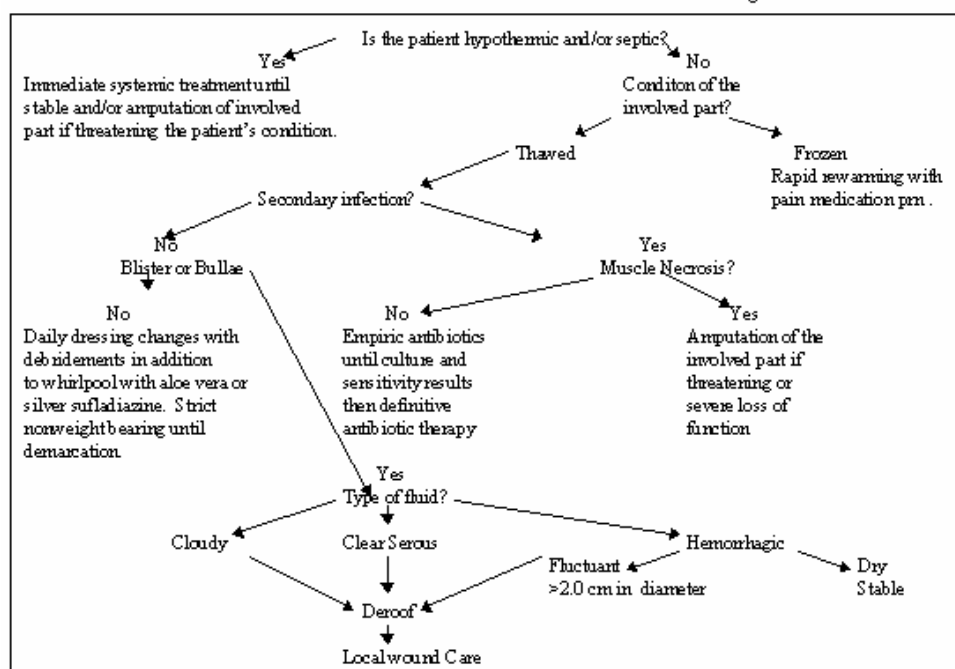 Is the patient hypothermic and/or septic?
Yes
Immediate systemic treatment until
stable and/or amputation of involved
part if threatening the patient's condition.
No
Conditon of the
involved part?
Thawed
Frozen
Rapid rewarming with
pain medication prn .
Secondary infection?
No
Blister or Bullae
Yes
Muscle Necrosis?
No
Daily dressing changes with
debridements in addition
to whirlpool with aloe vera or
silver sufladiazine. Strict
nonweight bearing until
demarcation.
No
Empiric antibiotics
until culture and
sensitivity results
then definitive
antibiotic therapy
Yes
Amputation of the
involved part if
threatening or
severe loss of
function
Yes
Type of fluid?
Cloudy
Clear Serous
Hemorrhagic
Fluctuant
>2.0 cm in diameter
Dry
Stable
Deroof
Local wound Care